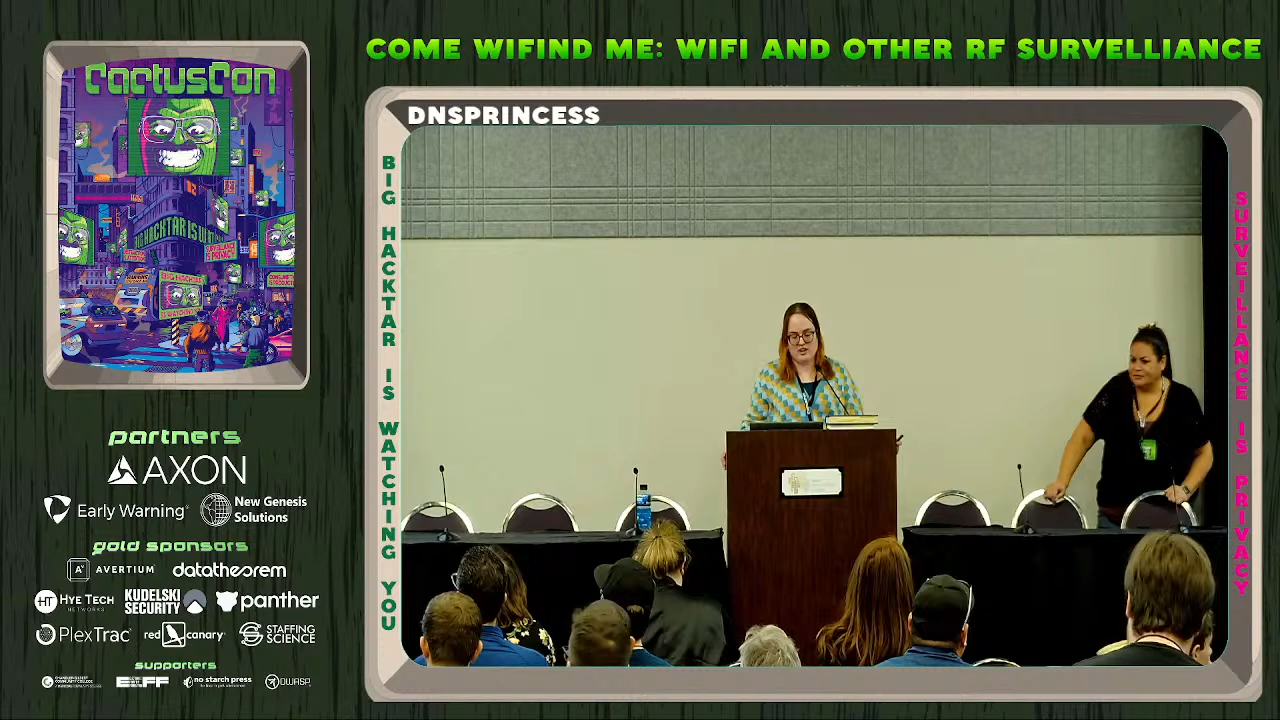 COME WIFIND ME: WIFI AND OTHER RF SURVELLIANCE
CactusCon
DNSPRINCESS
BIG HACKTAR IS WATCHING YOU
SURVEILLANCE IS PRIVACY
partners
AXON
Early Warning
New Genesis
Solutions
gold sponsors
AVERTIUM
datatheorem
HT HYE TECH
NETWORKS
KUDELSKI
SECURITY
panther
PlexTrac
red canary
STAFFING
SCIENCE
supporters
EFF
no starch press
OWASP